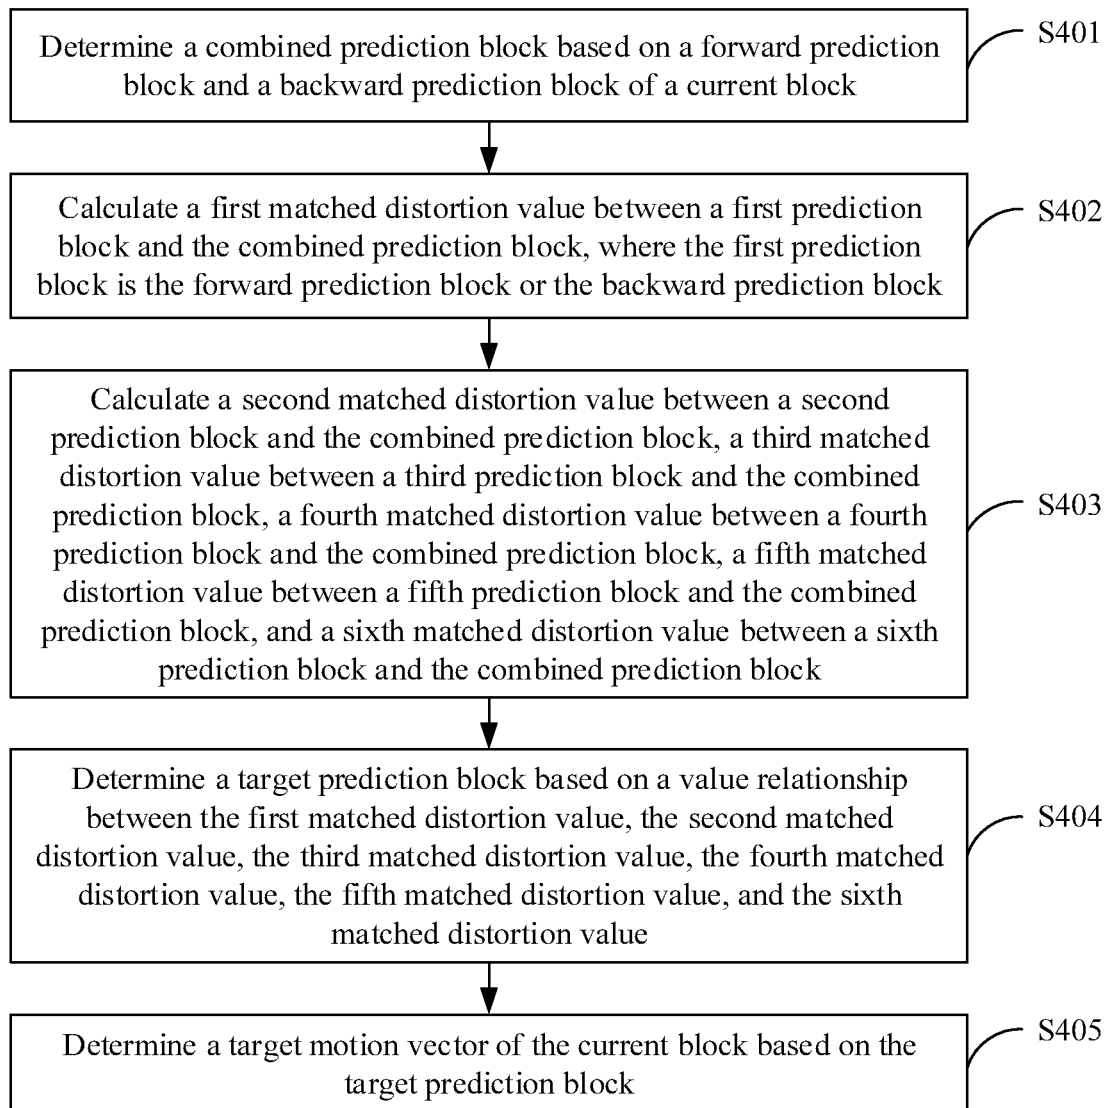 Determine a combined prediction block based on a forward prediction
block and a backward prediction block of a current block
S401
Calculate a first matched distortion value between a first prediction
block and the combined prediction block, where the first prediction
block is the forward prediction block or the backward prediction block
S402
Calculate a second matched distortion value between a second
prediction block and the combined prediction block, a third matched
distortion value between a third prediction block and the combined
prediction block, a fourth matched distortion value between a fourth
prediction block and the combined prediction block, a fifth matched
distortion value between a fifth prediction block and the combined
prediction block, and a sixth matched distortion value between a sixth
prediction block and the combined prediction block
S403
Determine a target prediction block based on a value relationship
between the first matched distortion value, the second matched
distortion value, the third matched distortion value, the fourth matched
distortion value, the fifth matched distortion value, and the sixth
matched distortion value
S404
Determine a target motion vector of the current block based on the
target prediction block
S405